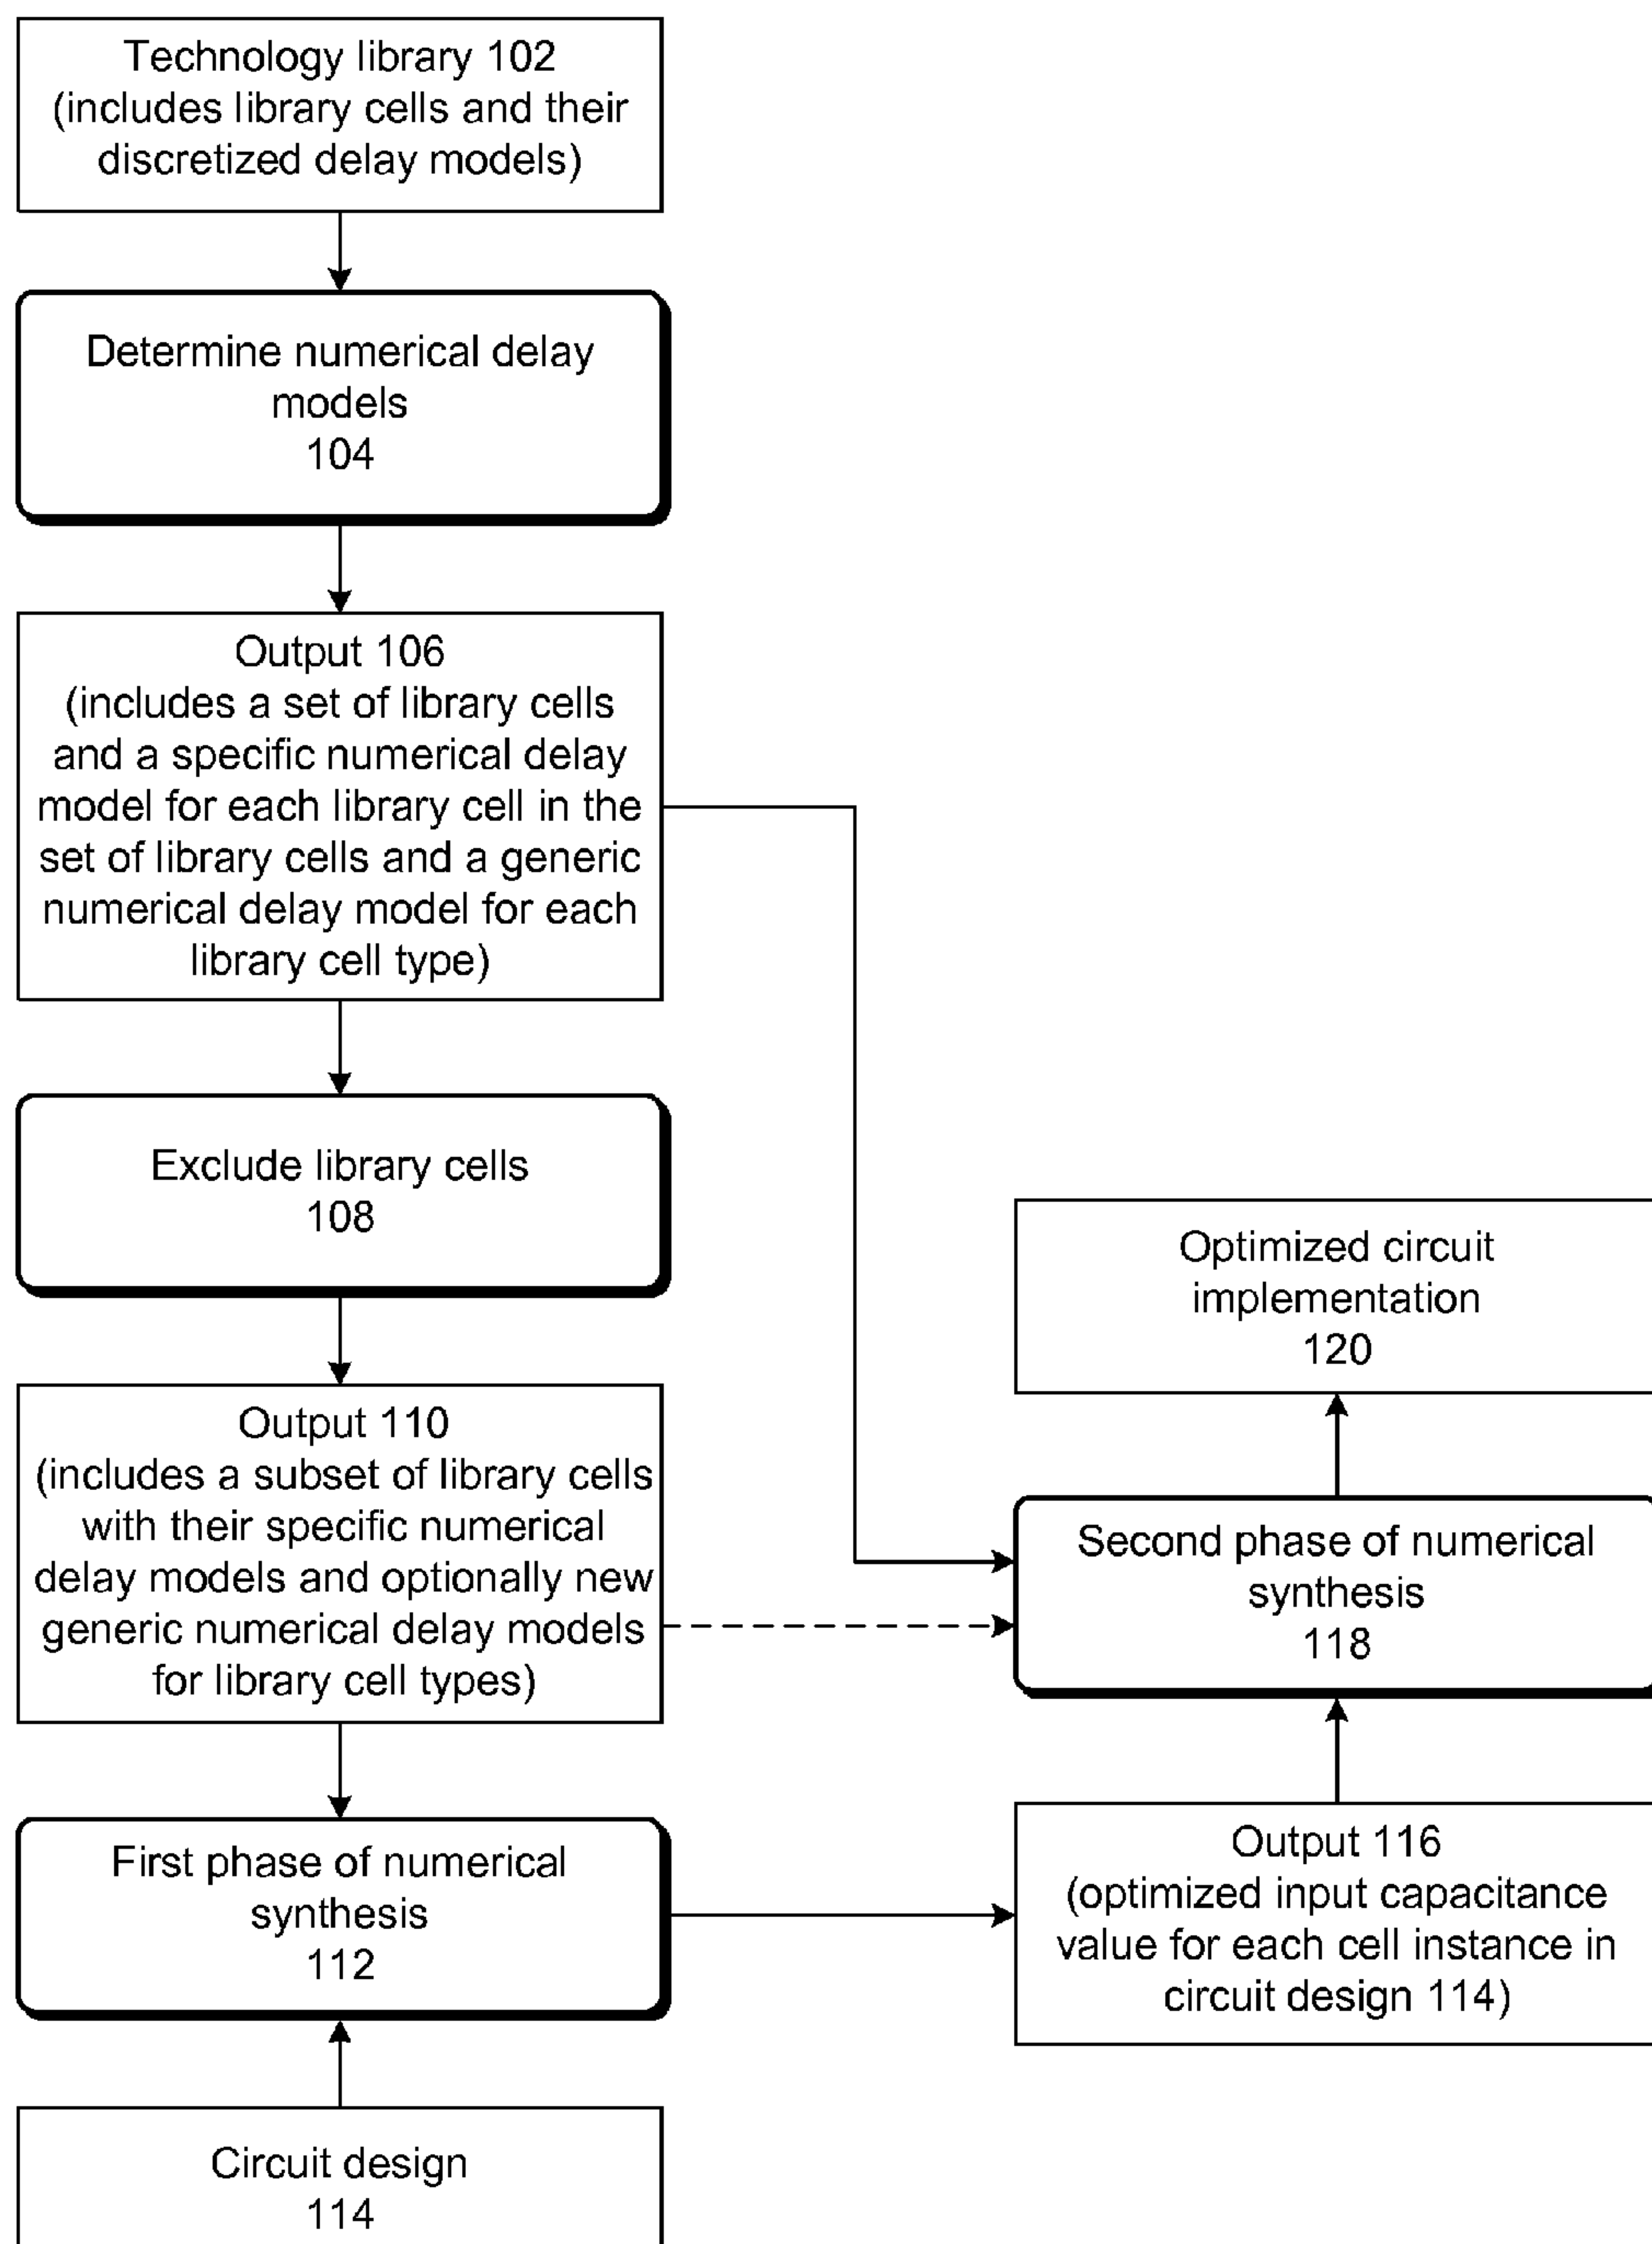 Technology library 102
(includes library cells and their
discretized delay models)
Determine numerical delay
models
104
Output 106
(includes a set of library cells
and a specific numerical delay
model for each library cell in the
set of library cells and a generic
numerical delay model for each
library cell type)
Exclude library cells
108
Output 110
(includes a subset of library cells
with their specific numerical
delay models and optionally new
generic numerical delay models
for library cell types)
First phase of numerical
synthesis
112
Circuit design
114
Optimized circuit
implementation
120
Second phase of numerical
synthesis
118
Output 116
(optimized input capacitance
value for each cell instance in
circuit design 114)